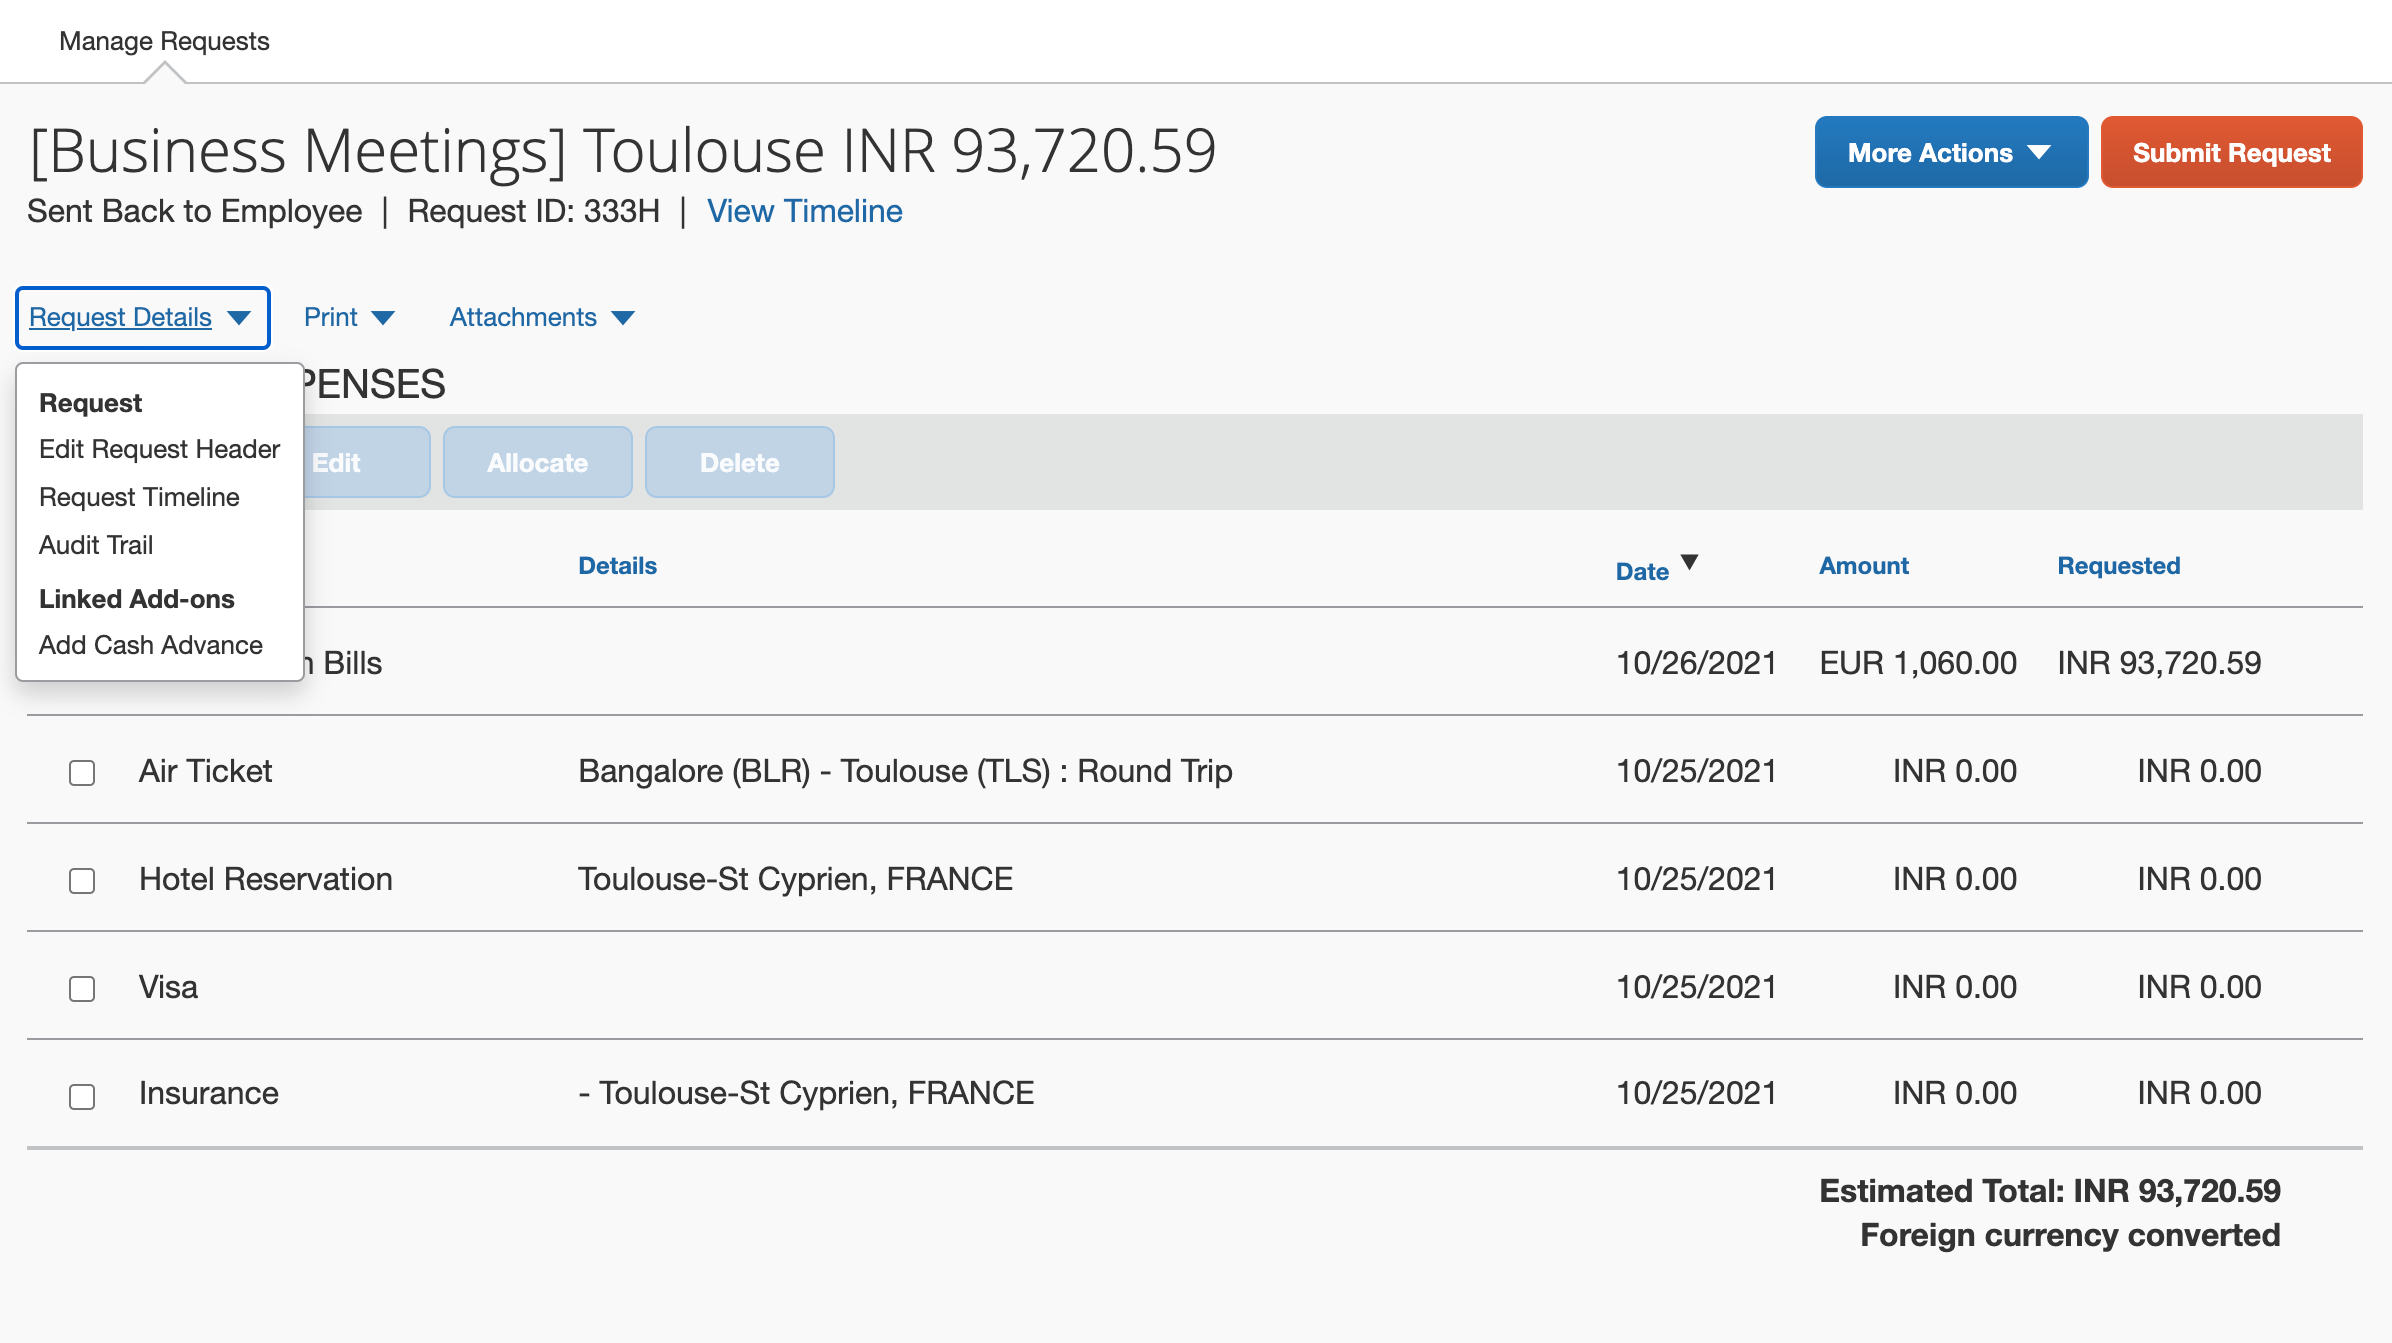 Manage Requests
[Business Meetings] Toulouse INR 93,720.59
More Actions
Submit Request
Sent Back to Employee | Request ID: 333H | View Timeline
Request Details
Print
Attachments
PENSES
Request
Edit Request Header
Request Timeline
Audit Trail
Linked Add-ons
Add Cash Advance
Edit
Allocate
Delete
Details
Date
Amount
Requested
Bills
10/26/2021
EUR 1,060.00
INR 93,720.59
Air Ticket
Bangalore (BLR) - Toulouse (TLS) : Round Trip
10/25/2021
INR 0.00
INR 0.00
Hotel Reservation
Toulouse-St Cyprien, FRANCE
10/25/2021
INR 0.00
INR 0.00
Visa
10/25/2021
INR 0.00
INR 0.00
Insurance
- Toulouse-St Cyprien, FRANCE
10/25/2021
INR 0.00
INR 0.00
Estimated Total: INR 93,720.59
Foreign currency converted